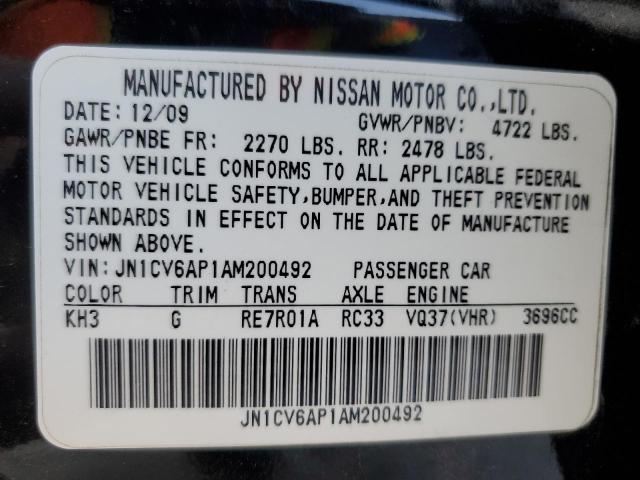 MANUFACTURED BY NISSAN MOTOR CO.,LTD.
DATE: 12/09 GVWR/PNBV: 4722 LBS.
GAWR/PNBE FR: 2270 LBS. RR: 2478 LBS.
THIS VEHICLE CONFORMS TO ALL APPLICABLE FEDERAL
MOTOR VEHICLE SAFETY,BUMPER,AND THEFT PREVENTION
STANDARDS IN EFFECT ON THE DATE OF MANUFACTURE
SHOWN ABOVE.
VIN:JN1CV6AP1AM200492 PASSENGER CAR
COLOR TRIM TRANS AXLE ENGINE
KH3 G RE7R01A RC33 VQ37(VHR) 3696CC
JN1CV6AP1AM200492